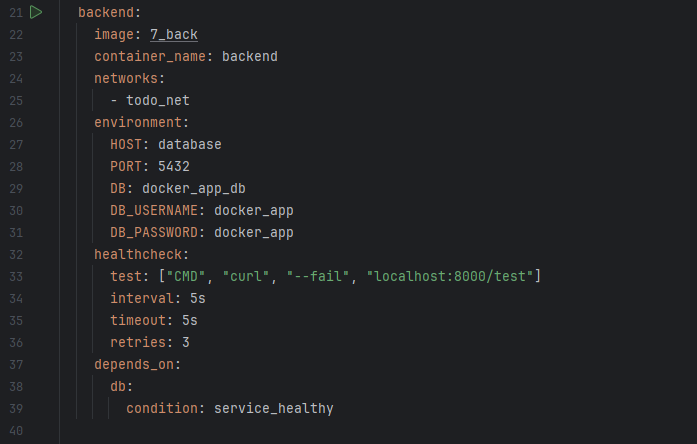 21 backend:
22 image: 7_back
23 container_name: backend
24 networks:
25 - todo_net
26 environment:
27 HOST: database
28 PORT: 5432
29 DB: docker_app_db
30 DB_USERNAME: docker_app
31 DB_PASSWORD: docker_app
32 healthcheck:
33 test: ["CMD", "curl", "--fail", "localhost:8000/test"]
34 interval: 5s
35 timeout: 5s
36 retries: 3
37 depends_on:
38 db:
39 condition: service_healthy
40